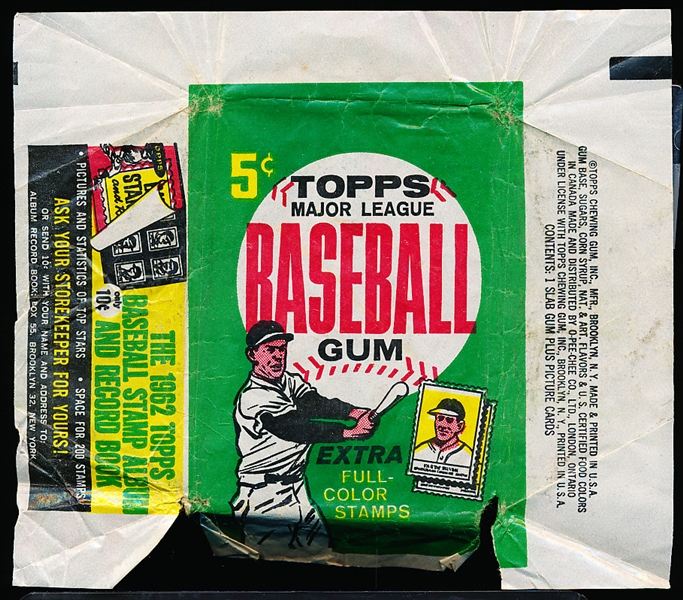 5¢
TOPPS
MAJOR LEAGUE
BASEBALL
GUM
EXTRA
FULL-
COLOR
STAMPS
THE 1962 TOPPS
BASEBALL STAMP ALBUM
ONLY 10¢ AND RECORD BOOK
• PICTURES AND STATISTICS OF TOP STARS • SPACE FOR 200 STAMPS
ASK YOUR STOREKEEPER FOR YOURS!
OR SEND 10¢ WITH YOUR NAME AND ADDRESS TO:
ALBUM RECORD BOOK, BOX 55, BROOKLYN 32, NEW YORK
©TOPPS CHEWING GUM, INC., MFR. BROOKLYN, N.Y. MADE & PRINTED IN U.S.A.
GUM BASE, SUGARS, CORN SYRUP, NAT. & ART. FLAVORS & U.S. CERTIFIED FOOD COLORS
IN CANADA MADE AND DISTRIBUTED BY O-PEE-CHEE CO., LTD., LONDON, ONTARIO
UNDER LICENSE WITH TOPPS CHEWING GUM, INC., BROOKLYN, N.Y. PRINTED IN U.S.A.
CONTENTS: 1 SLAB GUM PLUS PICTURE CARDS